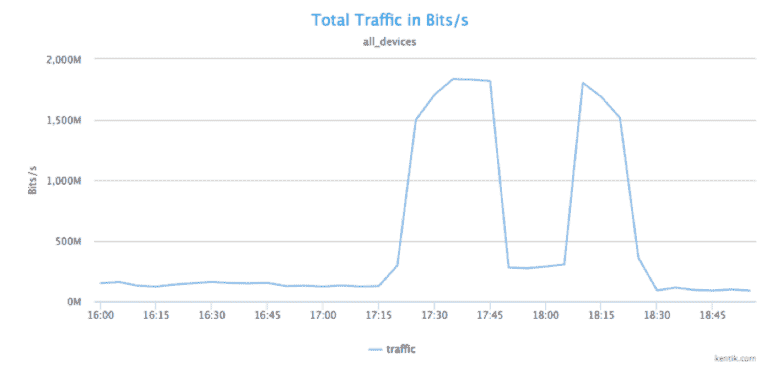 Total Traffic in Bits/s
all_devices
2,000M
1,500M
1,000M
500M
0M
Bits/s
16:00 16:15 16:30 16:45 17:00 17:15 17:30 17:45 18:00 18:15 18:30 18:45
traffic
kentik.com